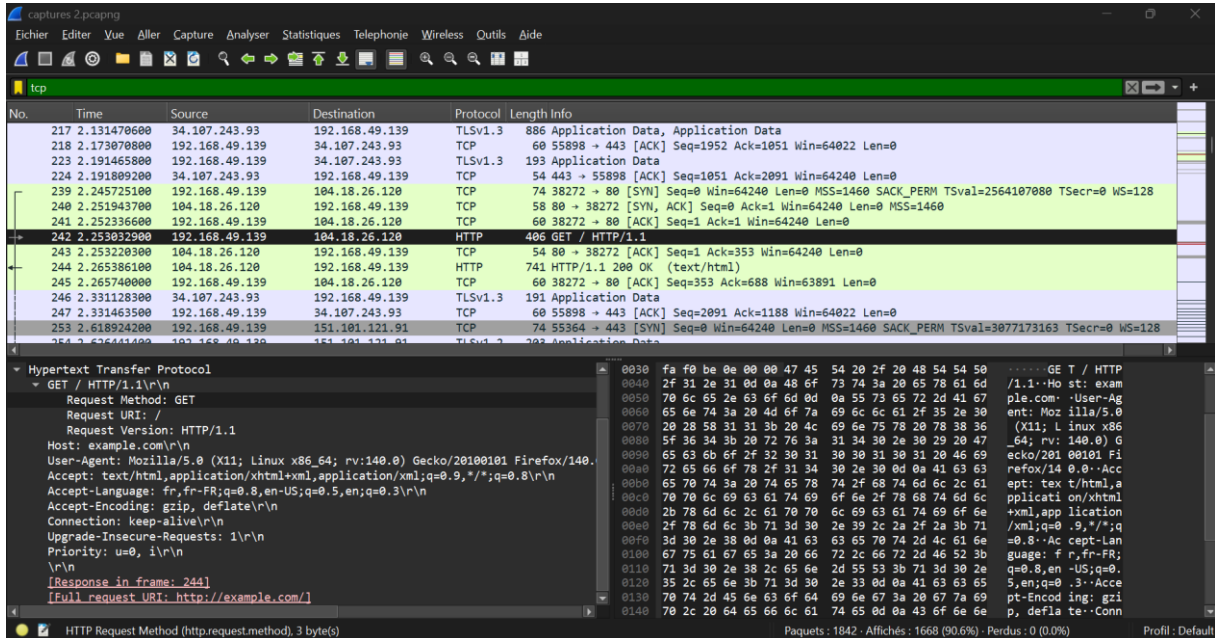 captures 2.pcapng
Fichier Editer Vue Aller Capture Analyser Statistiques Telephonie Wireless Outils Aide
tcp
No. Time Source Destination Protocol Length Info
217 2.131470600 34.107.243.93 192.168.49.139 TLSv1.3 886 Application Data, Application Data
218 2.173070800 192.168.49.139 34.107.243.93 TCP 60 55898 → 443 [ACK] Seq=1952 Ack=1051 Win=64022 Len=0
223 2.191465800 192.168.49.139 34.107.243.93 TLSv1.3 193 Application Data
224 2.191809200 34.107.243.93 192.168.49.139 TCP 54 443 → 55898 [ACK] Seq=1051 Ack=2091 Win=64240 Len=0
239 2.245725100 192.168.49.139 104.18.26.120 TCP 74 38272 → 80 [SYN] Seq=0 Win=64240 Len=0 MSS=1460 SACK_PERM TSval=2564107080 TSecr=0 WS=128
240 2.251943700 104.18.26.120 192.168.49.139 TCP 58 80 → 38272 [SYN, ACK] Seq=0 Ack=1 Win=64240 Len=0 MSS=1460
241 2.252336600 192.168.49.139 104.18.26.120 TCP 60 38272 → 80 [ACK] Seq=1 Ack=1 Win=64240 Len=0
242 2.253032900 192.168.49.139 104.18.26.120 HTTP 406 GET / HTTP/1.1
243 2.253220300 104.18.26.120 192.168.49.139 TCP 54 80 → 38272 [ACK] Seq=1 Ack=353 Win=64240 Len=0
244 2.265386100 104.18.26.120 192.168.49.139 HTTP 741 HTTP/1.1 200 OK (text/html)
245 2.265740000 192.168.49.139 104.18.26.120 TCP 60 38272 → 80 [ACK] Seq=353 Ack=688 Win=63891 Len=0
246 2.331128300 34.107.243.93 192.168.49.139 TLSv1.3 191 Application Data
247 2.331463500 192.168.49.139 34.107.243.93 TCP 60 55898 → 443 [ACK] Seq=2091 Ack=1188 Win=64022 Len=0
253 2.618924200 192.168.49.139 151.101.121.91 TCP 74 55364 → 443 [SYN] Seq=0 Win=64240 Len=0 MSS=1460 SACK_PERM TSval=3077173163 TSecr=0 WS=128
254 2.626441400 192.168.49.139 151.101.121.91 TLSv1.2 203 Application Data
Hypertext Transfer Protocol
GET / HTTP/1.1\r\n
Request Method: GET
Request URI: /
Request Version: HTTP/1.1
Host: example.com\r\n
User-Agent: Mozilla/5.0 (X11; Linux x86_64; rv:140.0) Gecko/20100101 Firefox/140.
Accept: text/html,application/xhtml+xml,application/xml;q=0.9,*/*;q=0.8\r\n
Accept-Language: fr,fr-FR;q=0.8,en-US;q=0.5,en;q=0.3\r\n
Accept-Encoding: gzip, deflate\r\n
Connection: keep-alive\r\n
Upgrade-Insecure-Requests: 1\r\n
Priority: u=0, i\r\n
\r\n
[Response in frame: 244]
[Full request URI: http://example.com/]
0030 fa f0 be 0e 00 00 47 45 54 20 2f 20 48 54 54 50 ······GE T / HTTP
0040 2f 31 2e 31 0d 0a 48 6f 73 74 3a 20 65 78 61 6d /1.1··Ho st: exam
0050 70 6c 65 2e 63 6f 6d 0d 0a 55 73 65 72 2d 41 67 ple.com· ·User-Ag
0060 65 6e 74 3a 20 4d 6f 7a 69 6c 6c 61 2f 35 2e 30 ent: Moz illa/5.0
0070 20 28 58 31 31 3b 20 4c 69 6e 75 78 20 78 38 36 (X11; L inux x86
0080 5f 36 34 3b 20 72 76 3a 31 34 30 2e 30 29 20 47 _64; rv: 140.0) G
0090 65 63 6b 6f 2f 32 30 31 30 30 31 30 31 20 46 69 ecko/201 00101 Fi
00a0 72 65 66 6f 78 2f 31 34 30 2e 30 0d 0a 41 63 63 refox/14 0.0··Acc
00b0 65 70 74 3a 20 74 65 78 74 2f 68 74 6d 6c 2c 61 ept: tex t/html,a
00c0 70 70 6c 69 63 61 74 69 6f 6e 2f 78 68 74 6d 6c pplicati on/xhtml
00d0 2b 78 6d 6c 2c 61 70 70 6c 69 63 61 74 69 6f 6e +xml,app lication
00e0 2f 78 6d 6c 3b 71 3d 30 2e 39 2c 2a 2f 2a 3b 71 /xml;q=0 .9,*/*;q
00f0 3d 30 2e 38 0d 0a 41 63 63 65 70 74 2d 4c 61 6e =0.8··Ac cept-Lan
0100 67 75 61 67 65 3a 20 66 72 2c 66 72 2d 46 52 3b guage: f r,fr-FR;
0110 71 3d 30 2e 38 2c 65 6e 2d 55 53 3b 71 3d 30 2e q=0.8,en -US;q=0.
0120 35 2c 65 6e 3b 71 3d 30 2e 33 0d 0a 41 63 63 65 5,en;q=0 .3··Acce
0130 70 74 2d 45 6e 63 6f 64 69 6e 67 3a 20 67 7a 69 pt-Encod ing: gzi
0140 70 2c 20 64 65 66 6c 61 74 65 0d 0a 43 6f 6e 6e p, defla te··Conn
HTTP Request Method (http.request.method), 3 byte(s)
Paquets : 1842 · Affichés : 1668 (90.6%) · Perdus : 0 (0.0%)
Profil : Default